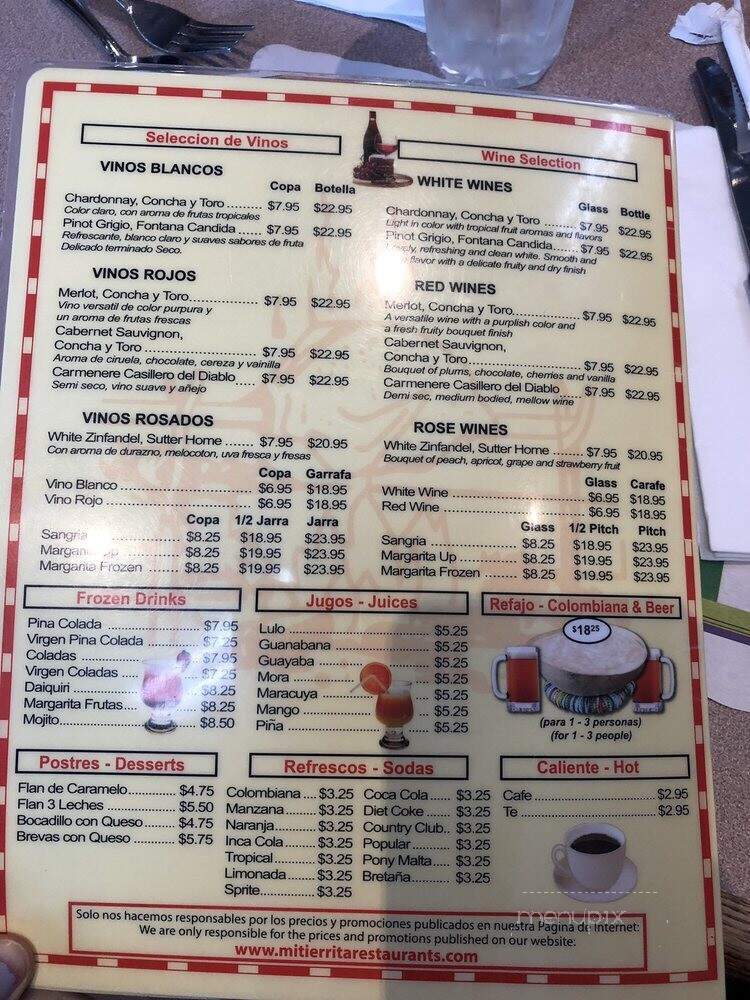 Seleccion de Vinos
VINOS BLANCOS
Copa Botella
Chardonnay, Concha y Toro ......... $7.95 $22.95
Color claro, con aroma de frutas tropicales
Pinot Grigio, Fontana Candida ...... $7.95 $22.95
Refrescante, blanco claro y suaves sabores de fruta
Delicado terminado Seco.
VINOS ROJOS
Merlot, Concha y Toro.................. $7.95 $22.95
Vino versatil de color purpura y
un aroma de frutas frescas
Cabernet Sauvignon,
Concha y Toro ............................ $7.95 $22.95
Aroma de ciruela, chocolate, cereza y vainilla
Carmenere Casillero del Diablo ..... $7.95 $22.95
Semi seco, vino suave y añejo
VINOS ROSADOS
White Zinfandel, Sutter Home ....... $7.95 $20.95
Con aroma de durazno, melocoton, uva fresca y fresas
Copa Garrafa
Vino Blanco ............................... $6.95 $18.95
Vino Rojo ................................... $6.95 $18.95
Copa 1/2 Jarra Jarra
Sangria ..................... $8.25 $18.95 $23.95
Margarita Up ............... $8.25 $19.95 $23.95
Margarita Frozen ......... $8.25 $19.95 $23.95
Wine Selection
WHITE WINES
Glass Bottle
Chardonnay, Concha y Toro ......... $7.95 $22.95
Light in color with tropical fruit aromas and flavors
Pinot Grigio, Fontana Candida....... $7.95 $22.95
refreshing and clean white. Smooth and
flavor with a delicate fruity and dry finish
RED WINES
Merlot, Concha y Toro.................. $7.95 $22.95
A versatile wine with a purplish color and
a fresh fruity bouquet finish
Cabernet Sauvignon,
Concha y Toro............................. $7.95 $22.95
Bouquet of plums, chocolate, cherries and vanilla
Carmenere Casillero del Diablo ..... $7.95 $22.95
Demi sec, medium bodied, mellow wine
ROSE WINES
White Zinfandel, Sutter Home ....... $7.95 $20.95
Bouquet of peach, apricot, grape and strawberry fruit
Glass Carafe
White Wine ................................ $6.95 $18.95
Red Wine ................................... $6.95 $18.95
Glass 1/2 Pitch Pitch
Sangria ....................... $8.25 $18.95 $23.95
Margarita Up ............... $8.25 $19.95 $23.95
Margarita Frozen ......... $8.25 $19.95 $23.95
Frozen Drinks
Pina Colada ........................ $7.95
Virgen Pina Colada .............. $7.25
Coladas .............................. $7.95
Virgen Coladas .................... $7.25
Daiquiri ............................... $8.25
Margarita Frutas.................. $8.25
Mojito.................................. $8.50
Jugos - Juices
Lulo .................................... $5.25
Guanabana ......................... $5.25
Guayaba ............................. $5.25
Mora ................................... $5.25
Maracuya ............................ $5.25
Mango ................................. $5.25
Piña .................................... $5.25
Refajo - Colombiana & Beer
$18.25
(para 1 - 3 personas)
(for 1 - 3 people)
Postres - Desserts
Flan de Caramelo............ $4.75
Flan 3 Leches ................. $5.50
Bocadillo con Queso ....... $4.75
Brevas con Queso .......... $5.75
Refrescos - Sodas
Colombiana ... $3.25 Coca Cola ..... $3.25
Manzana........ $3.25 Diet Coke ...... $3.25
Naranja.......... $3.25 Country Club.. $3.25
Inca Cola ....... $3.25 Popular.......... $3.25
Tropical.......... $3.25 Pony Malta..... $3.25
Limonada ...... $3.25 Bretaña.......... $3.25
Sprite............. $3.25
Caliente - Hot
Cafe .................................. $2.95
Te ..................................... $2.95
menupix
Solo nos hacemos responsables por los precios y promociones publicados en nuestra Pagina de Internet:
We are only responsible for the prices and promotions published on our website:
www.mitierritarestaurants.com